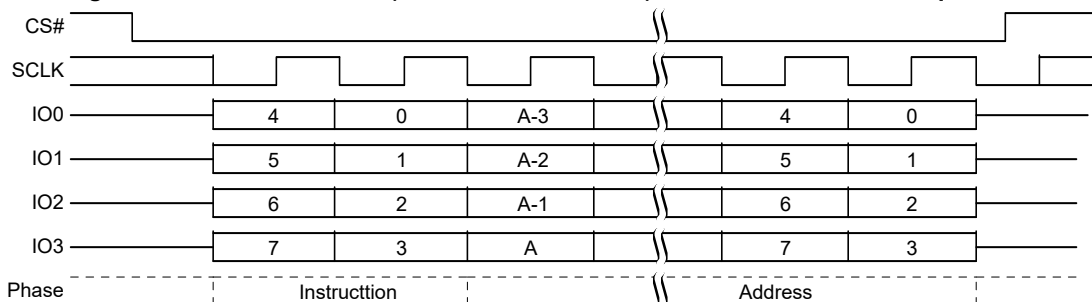 CS#
SCLK
IO0 4 0 A-3 4 0
IO1 5 1 A-2 5 1
IO2 6 2 A-1 6 2
IO3 7 3 A 7 3
Phase Instructtion Address